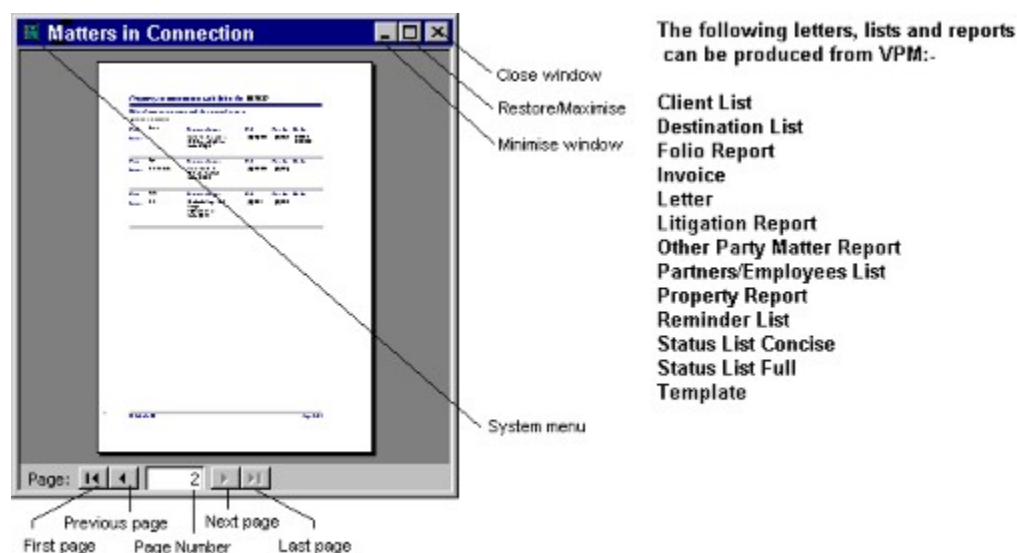 Matters in Connection
Close window
Restore/Maximise
Minimise window
System menu
Page: 2
Previous page
Next page
First page
Page Number
Last page
The following letters, lists and reports
can be produced from VPM:-
Client List
Destination List
Folio Report
Invoice
Letter
Litigation Report
Other Party Matter Report
Partners/Employees List
Property Report
Reminder List
Status List Concise
Status List Full
Template